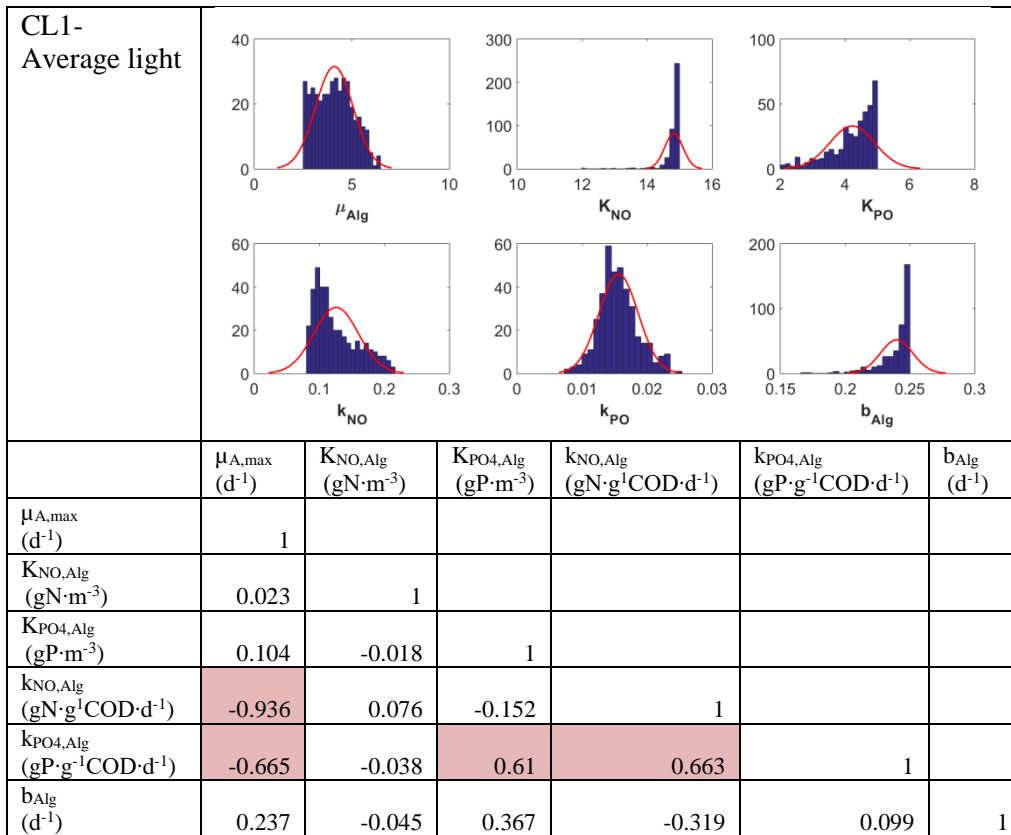 CL1-
Average light
40
20
0
0 5 10
μAlg
300
200
100
0
10 12 14 16
KNO
100
50
0
2 4 6 8
KPO
60
40
20
0
0 0.1 0.2 0.3
kNO
60
40
20
0
0 0.01 0.02 0.03
kPO
200
100
0
0.15 0.2 0.25 0.3
bAlg
μA,max KNO,Alg KPO4,Alg kNO,Alg kPO4,Alg bAlg
(d-1) (gN·m-3) (gP·m-3) (gN·g1COD·d-1) (gP·g-1COD·d-1) (d-1)
μA,max
(d-1) 1
KNO,Alg
(gN·m-3) 0.023 1
KPO4,Alg
(gP·m-3) 0.104 -0.018 1
kNO,Alg
(gN·g1COD·d-1) -0.936 0.076 -0.152 1
kPO4,Alg
(gP·g-1COD·d-1) -0.665 -0.038 0.61 0.663 1
bAlg
(d-1) 0.237 -0.045 0.367 -0.319 0.099 1